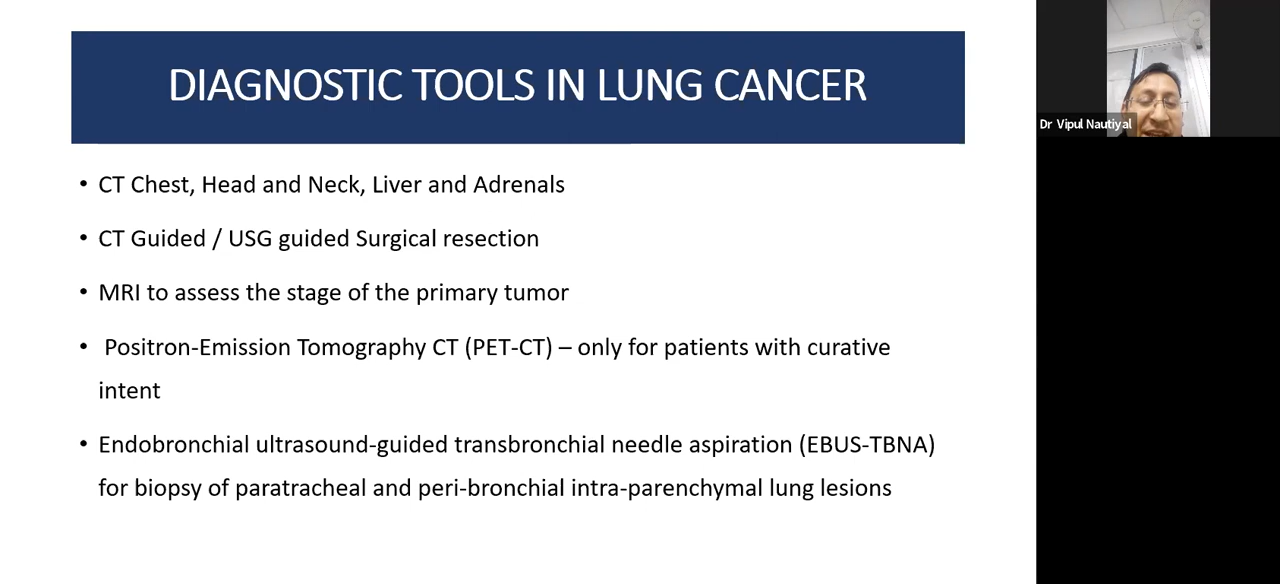 DIAGNOSTIC TOOLS IN LUNG CANCER
• CT Chest, Head and Neck, Liver and Adrenals
• CT Guided / USG guided Surgical resection
• MRI to assess the stage of the primary tumor
• Positron-Emission Tomography CT (PET-CT) – only for patients with curative
intent
• Endobronchial ultrasound-guided transbronchial needle aspiration (EBUS-TBNA)
for biopsy of paratracheal and peri-bronchial intra-parenchymal lung lesions
Dr Vipul Nautiyal